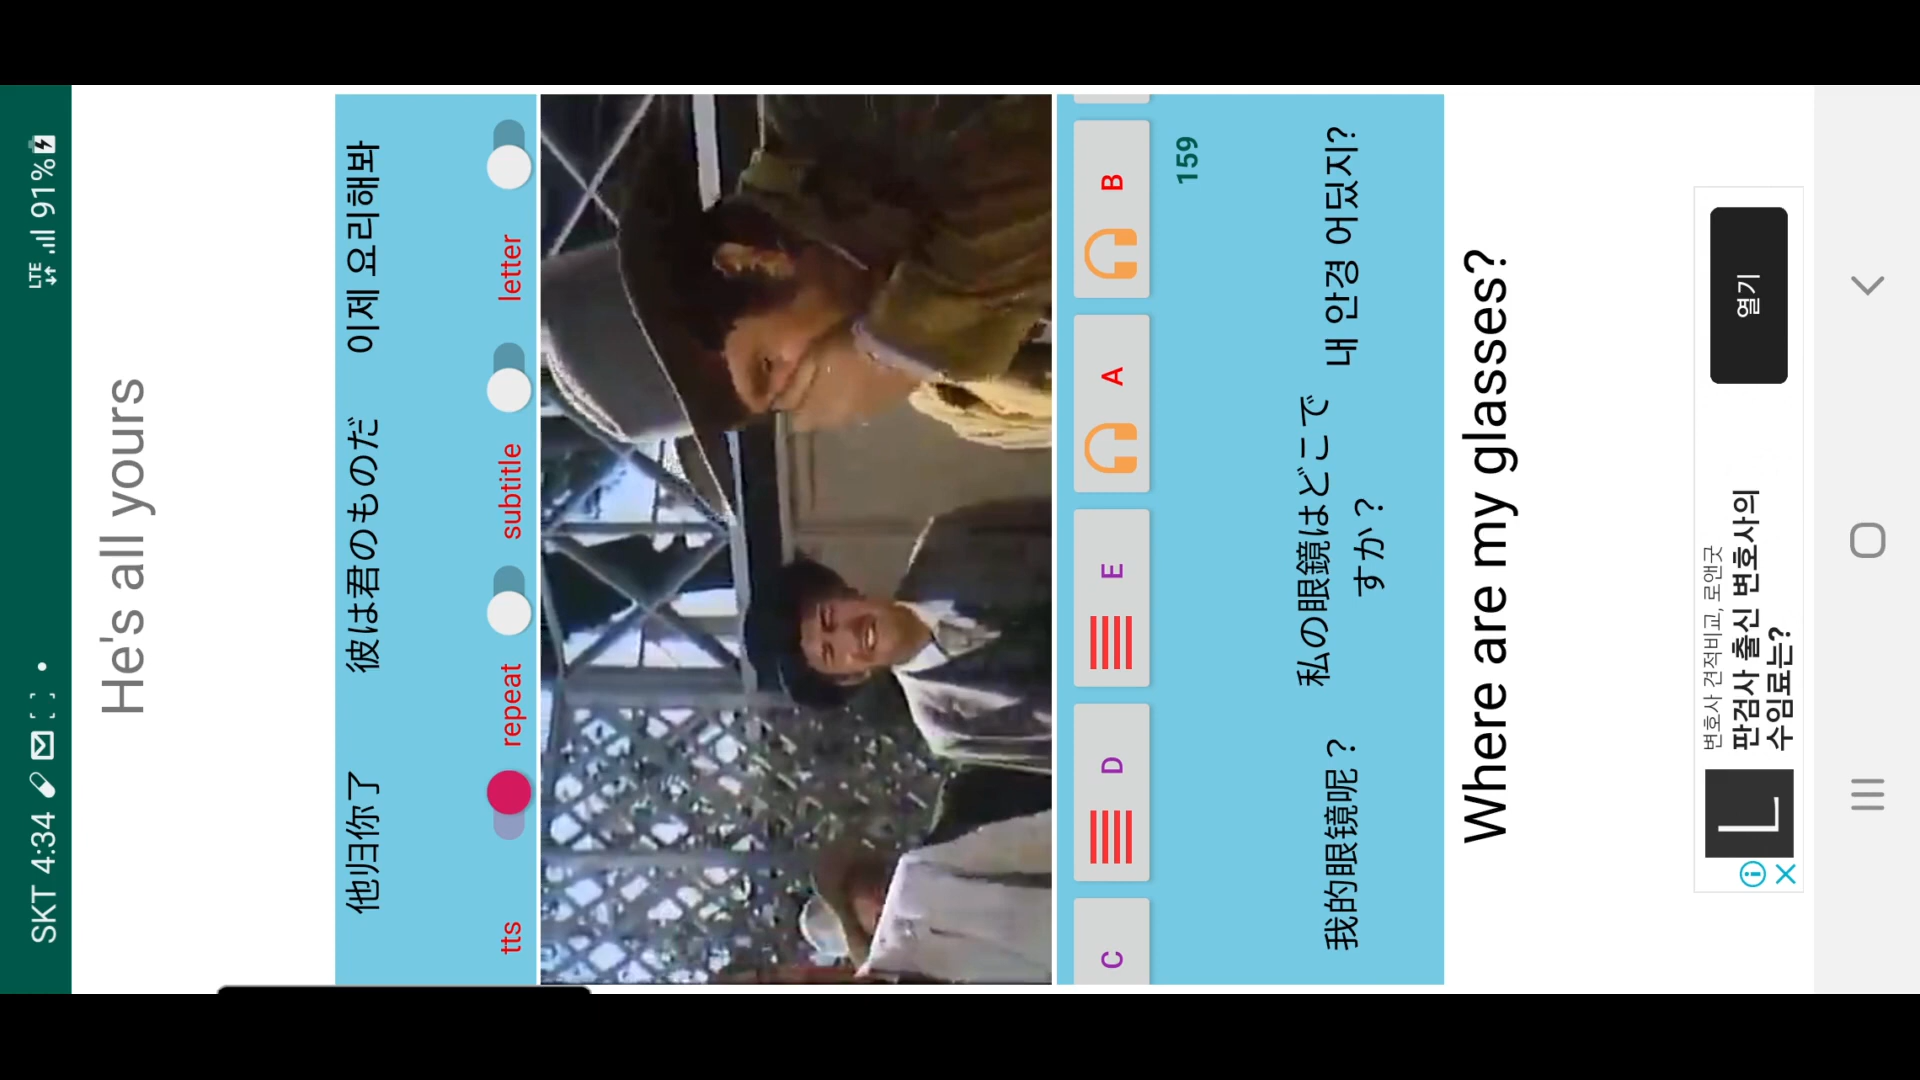 SKT 4:34 LTE 91%
He's all yours
他归你了 彼は君のものだ 이제 요리해봐
tts repeat subtitle letter
C D E A B
159
我的眼镜呢？ 私の眼鏡はどこで 내 안경 어딨지?
すか？
Where are my glasses?
변호사 견적비교, 로앤굿
판검사 출신 변호사의
수임료는?
열기